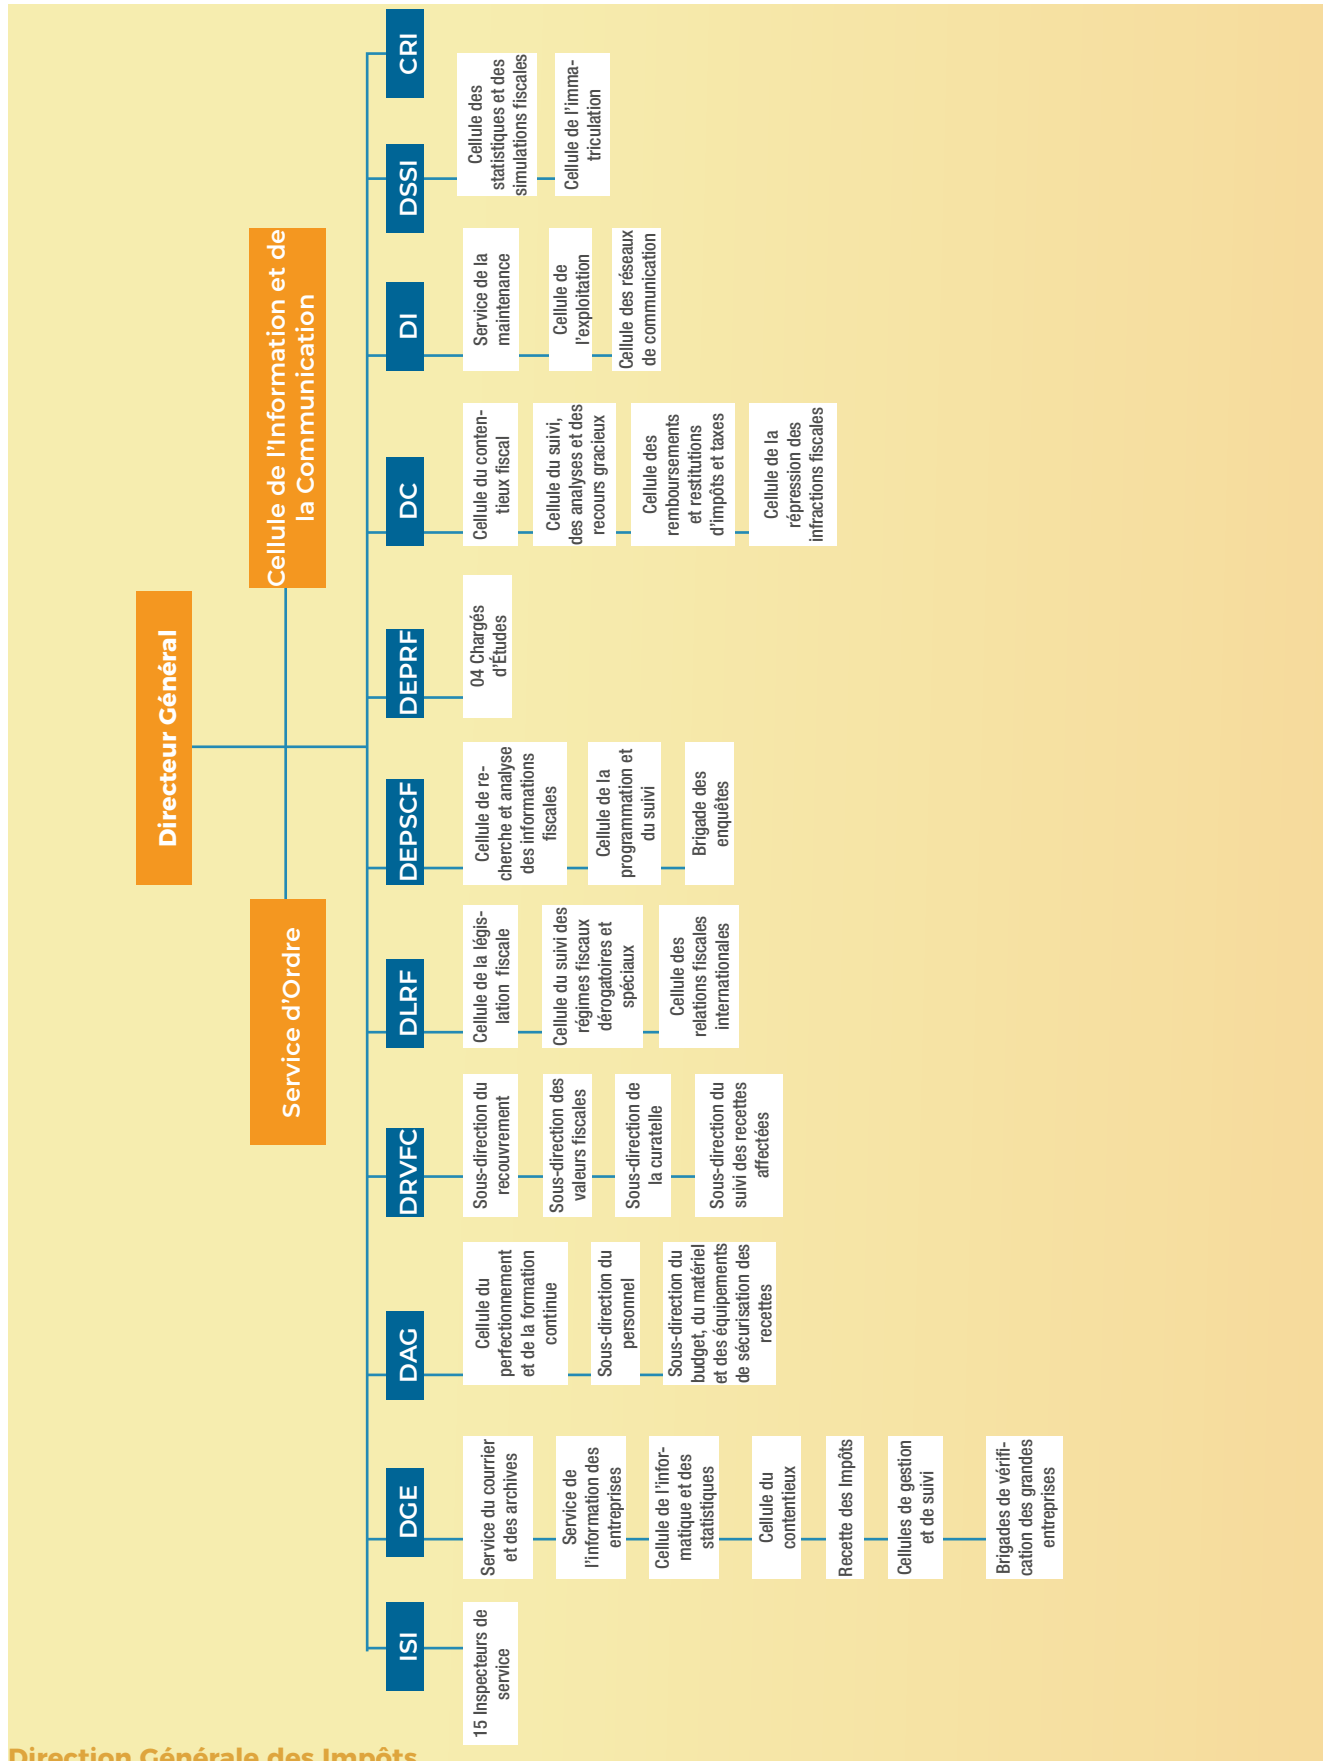 Direction Générale des Impôts
Directeur Général
Service d'Ordre
Cellule de l'Information et de
la Communication
ISI
15 Inspecteurs de
service
DGE
Service du courrier
et des archives
Service de
l'information des
entreprises
Cellule de l'infor-
matique et des
statistiques
Cellule du
contentieux
Recette des Impôts
Cellules de gestion
et de suivi
Brigades de vérifi-
cation des grandes
entreprises
DAG
Cellule du
perfectionnement
et de la formation
continue
Sous-direction du
personnel
Sous-direction du
budget, du matériel
et des équipements
de sécurisation des
recettes
DRVFC
Sous-direction du
recouvrement
Sous-direction des
valeurs fiscales
Sous-direction de
la curatelle
Sous-direction du
suivi des recettes
affectées
DLRF
Cellule de la légis-
lation fiscale
Cellule du suivi des
régimes fiscaux
dérogatoires et
spéciaux
Cellule des
relations fiscales
internationales
DEPSCF
Cellule de re-
cherche et analyse
des informations
fiscales
Cellule de la
programmation et
du suivi
Brigade des
enquêtes
DEPRF
04 Chargés
d'Études
DC
Cellule du conten-
tieux fiscal
Cellule du suivi,
des analyses et des
recours gracieux
Cellule des
remboursements
et restitutions
d'impôts et taxes
Cellule de la
répression des
infractions fiscales
DI
Service de la
maintenance
Cellule de
l'exploitation
Cellule des réseaux
de communication
DSSI
Cellule des
statistiques et des
simulations fiscales
Cellule de l'imma-
triculation
CRI